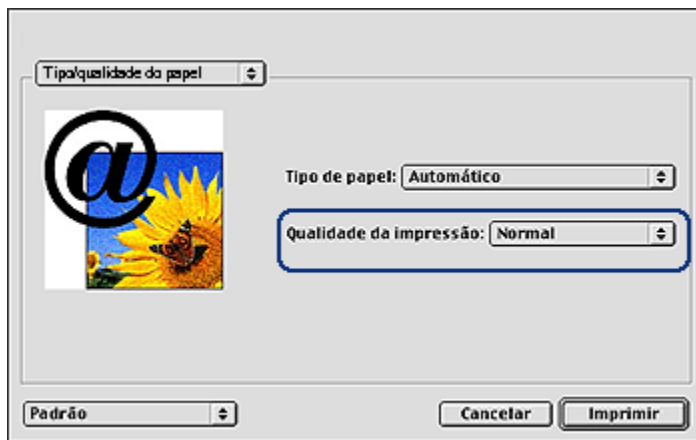 Tipo/qualidade do papel
@
Tipo de papel: Automático
Qualidade da impressão: Normal
Padrão
Cancelar
Imprimir